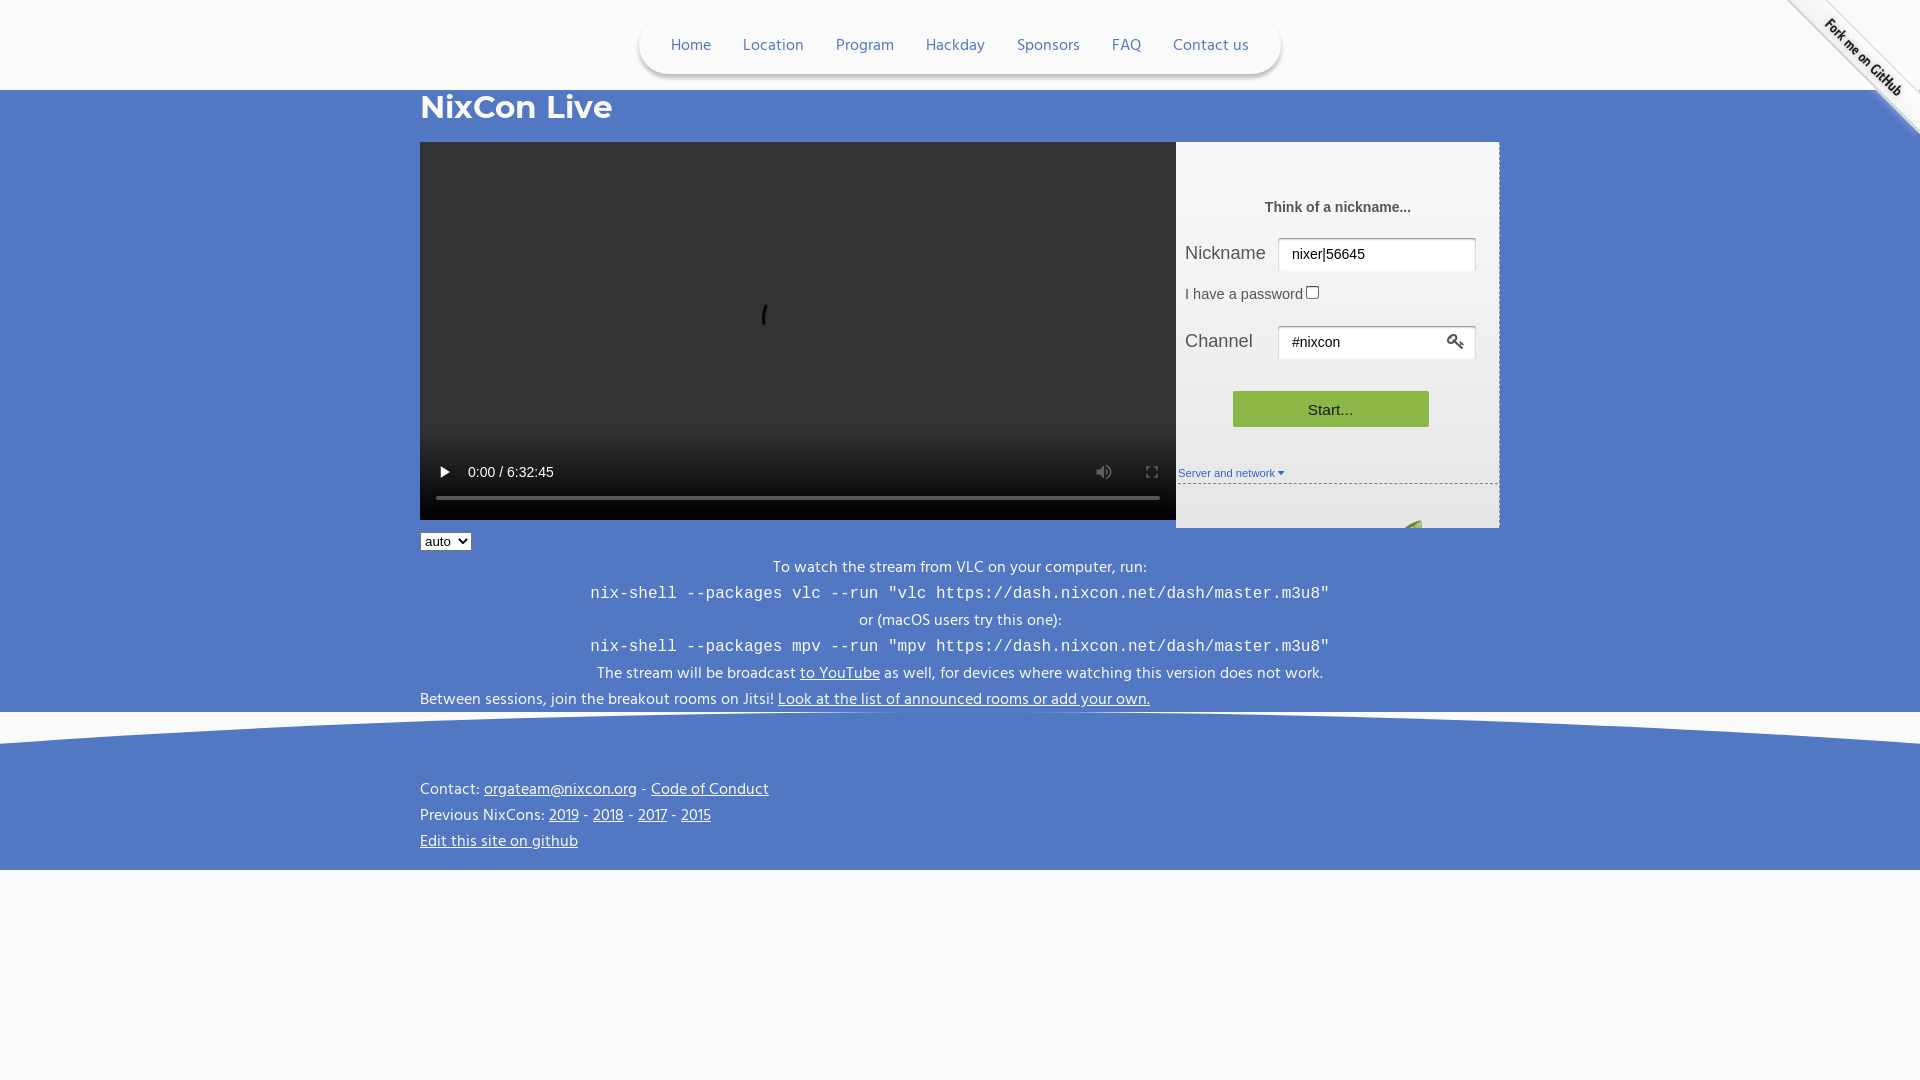 Home Location Program Hackday Sponsors FAQ Contact us
Fork me on GitHub
NixCon Live
Think of a nickname...
Nickname nixer|56645
I have a password
Channel #nixcon
Start...
Server and network
0:00 / 6:32:45
auto
To watch the stream from VLC on your computer, run:
nix-shell --packages vlc --run "vlc https://dash.nixcon.net/dash/master.m3u8"
or (macOS users try this one):
nix-shell --packages mpv --run "mpv https://dash.nixcon.net/dash/master.m3u8"
The stream will be broadcast to YouTube as well, for devices where watching this version does not work.
Between sessions, join the breakout rooms on Jitsi! Look at the list of announced rooms or add your own.
Contact: orgateam@nixcon.org - Code of Conduct
Previous NixCons: 2019 - 2018 - 2017 - 2015
Edit this site on github